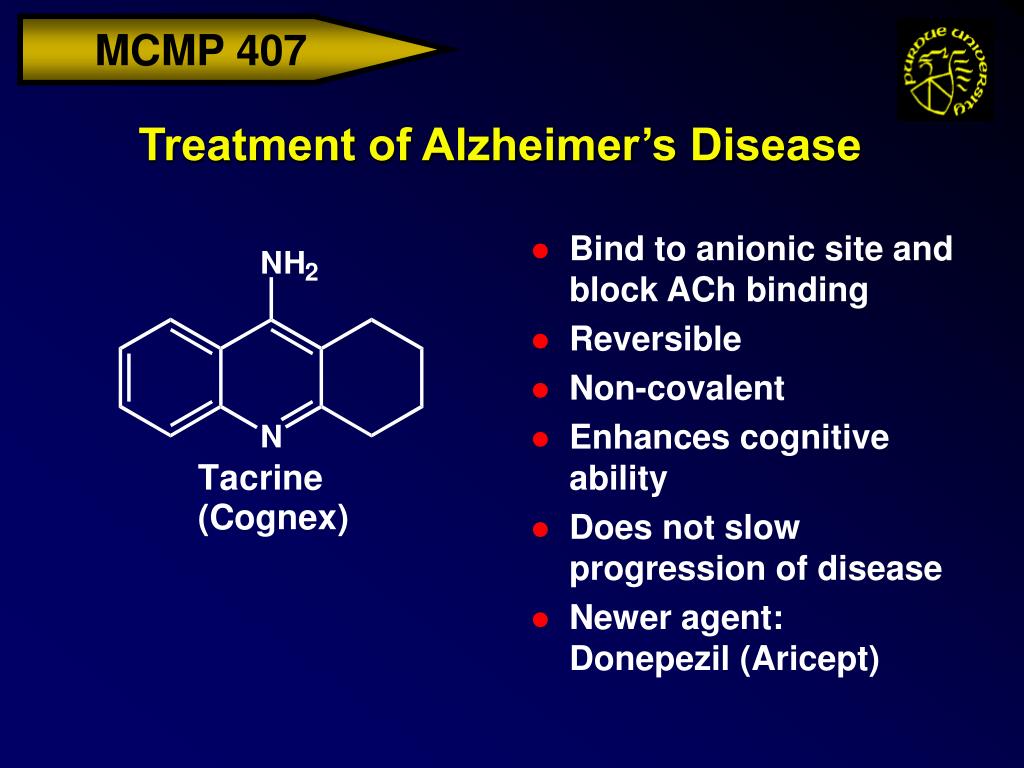 MCMP 407
PURDUE UNIVERSITY
Treatment of Alzheimer’s Disease
NH2
N
Tacrine
(Cognex)
Bind to anionic site and
block ACh binding
Reversible
Non-covalent
Enhances cognitive
ability
Does not slow
progression of disease
Newer agent:
Donepezil (Aricept)